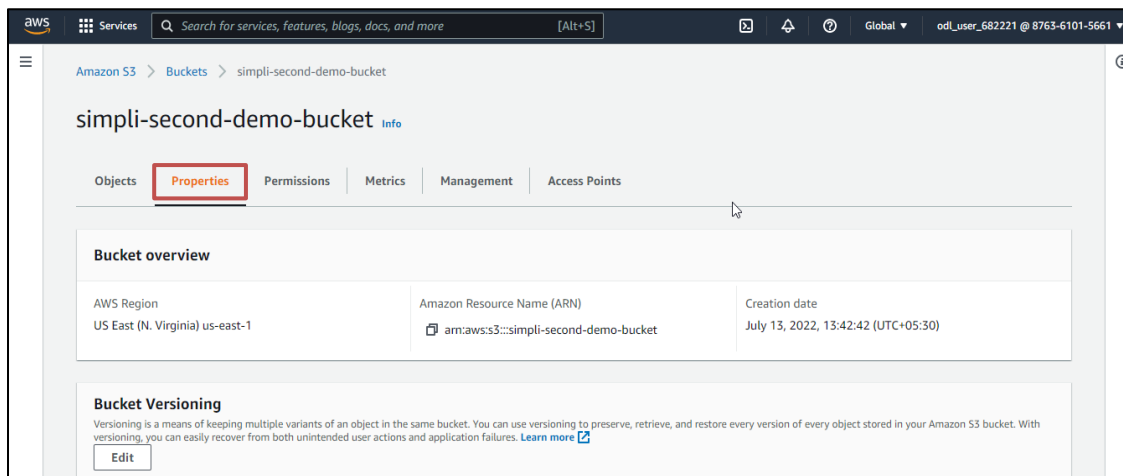 aws Services Search for services, features, blogs, docs, and more [Alt+S] Global odl_user_682221 @ 8763-6101-5661
Amazon S3 > Buckets > simpli-second-demo-bucket
simpli-second-demo-bucket Info
Objects Properties Permissions Metrics Management Access Points
Bucket overview
AWS Region Amazon Resource Name (ARN) Creation date
US East (N. Virginia) us-east-1 arn:aws:s3:::simpli-second-demo-bucket July 13, 2022, 13:42:42 (UTC+05:30)
Bucket Versioning
Versioning is a means of keeping multiple variants of an object in the same bucket. You can use versioning to preserve, retrieve, and restore every version of every object stored in your Amazon S3 bucket. With
versioning, you can easily recover from both unintended user actions and application failures. Learn more
Edit